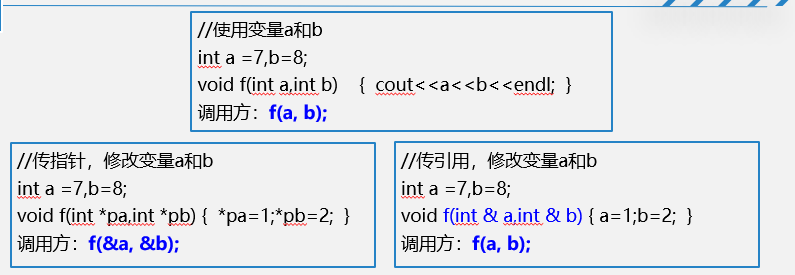 //使用变量a和b
int a =7,b=8;
void f(int a,int b) { cout<<a<<b<<endl; }
调用方：f(a, b);
//传指针，修改变量a和b
int a =7,b=8;
void f(int *pa,int *pb) { *pa=1;*pb=2; }
调用方：f(&a, &b);
//传引用，修改变量a和b
int a =7,b=8;
void f(int & a,int & b) { a=1;b=2; }
调用方：f(a, b);